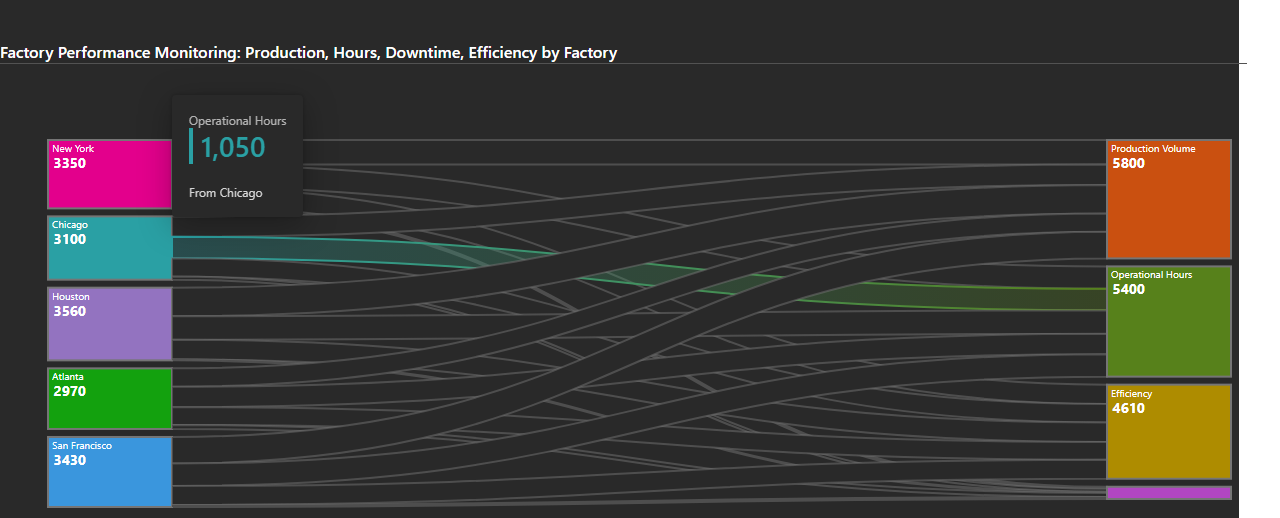 Factory Performance Monitoring: Production, Hours, Downtime, Efficiency by Factory
Operational Hours
1,050
From Chicago
New York
3350
Chicago
3100
Houston
3560
Atlanta
2970
San Francisco
3430
Production Volume
5800
Operational Hours
5400
Efficiency
4610